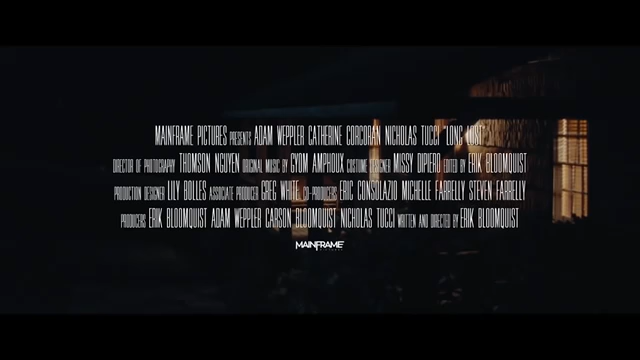 MAINFRAME PICTURES PRESENTS ADAM WEPPLER CATHERINE CORCORAN NICHOLAS TUCCI "LONG LOST"
DIRECTOR OF PHOTOGRAPHY THOMSON NGUYEN ORIGINAL MUSIC BY GYOM AMPHOUX COSTUME DESIGNER MISSY DIPIERO EDITED BY ERIK BLOOMQUIST
PRODUCTION DESIGNER LILY BOLLES ASSOCIATE PRODUCER GREG WHITE CO-PRODUCERS ERIC CONSOLAZIO MICHELLE FARRELLY STEVEN FARRELLY
PRODUCERS ERIK BLOOMQUIST ADAM WEPPLER CARSON BLOOMQUIST NICHOLAS TUCCI WRITTEN AND DIRECTED BY ERIK BLOOMQUIST
MAINFRAME